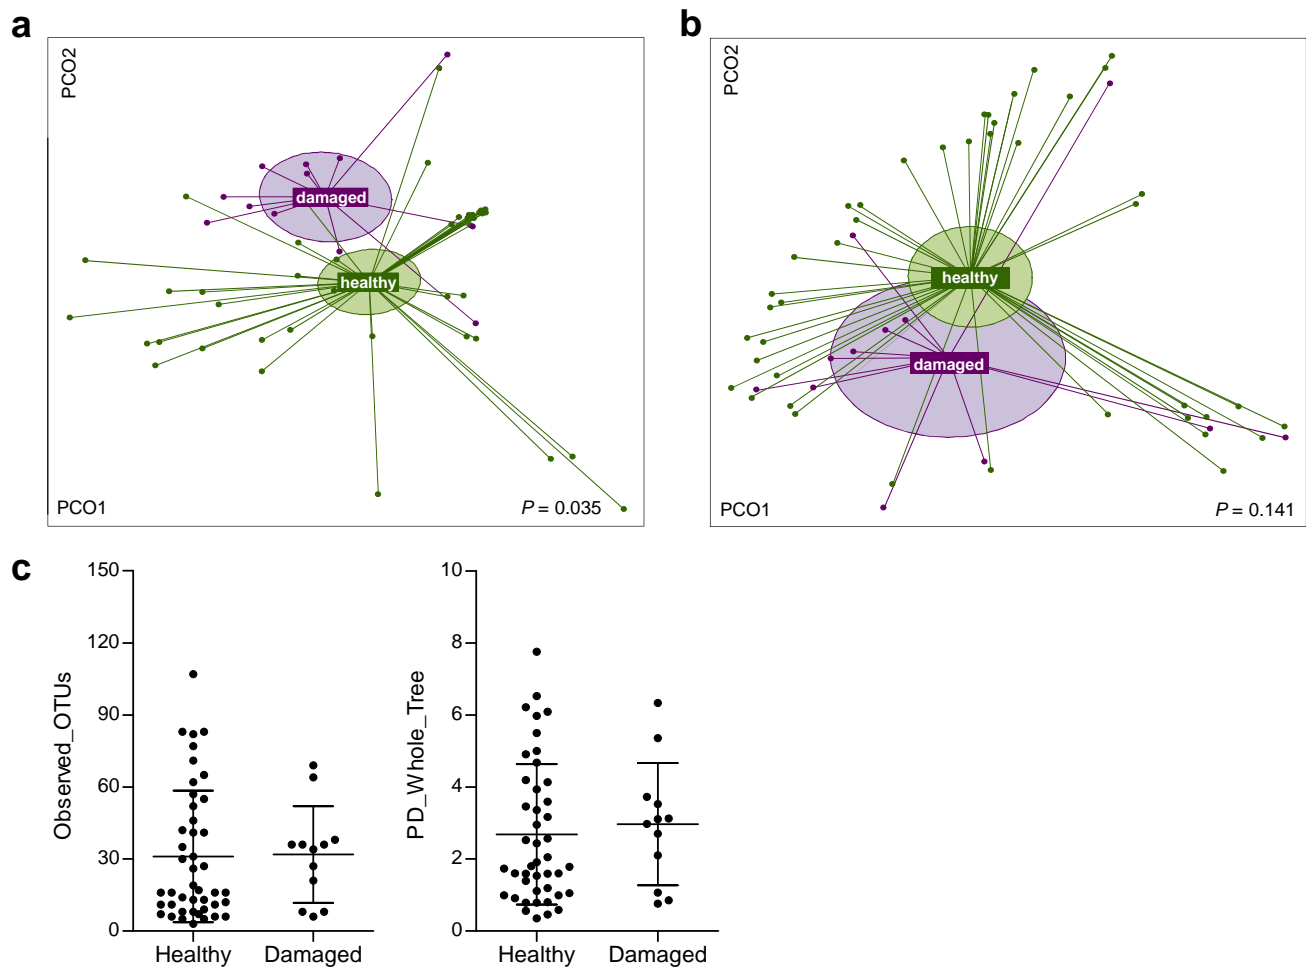 a
PCO2
damaged
healthy
PCO1
P = 0.035
b
PCO2
healthy
damaged
PCO1
P = 0.141
c
Observed_OTUs
150
120
90
60
30
0
Healthy
Damaged
PD_Whole_Tree
10
8
6
4
2
0
Healthy
Damaged